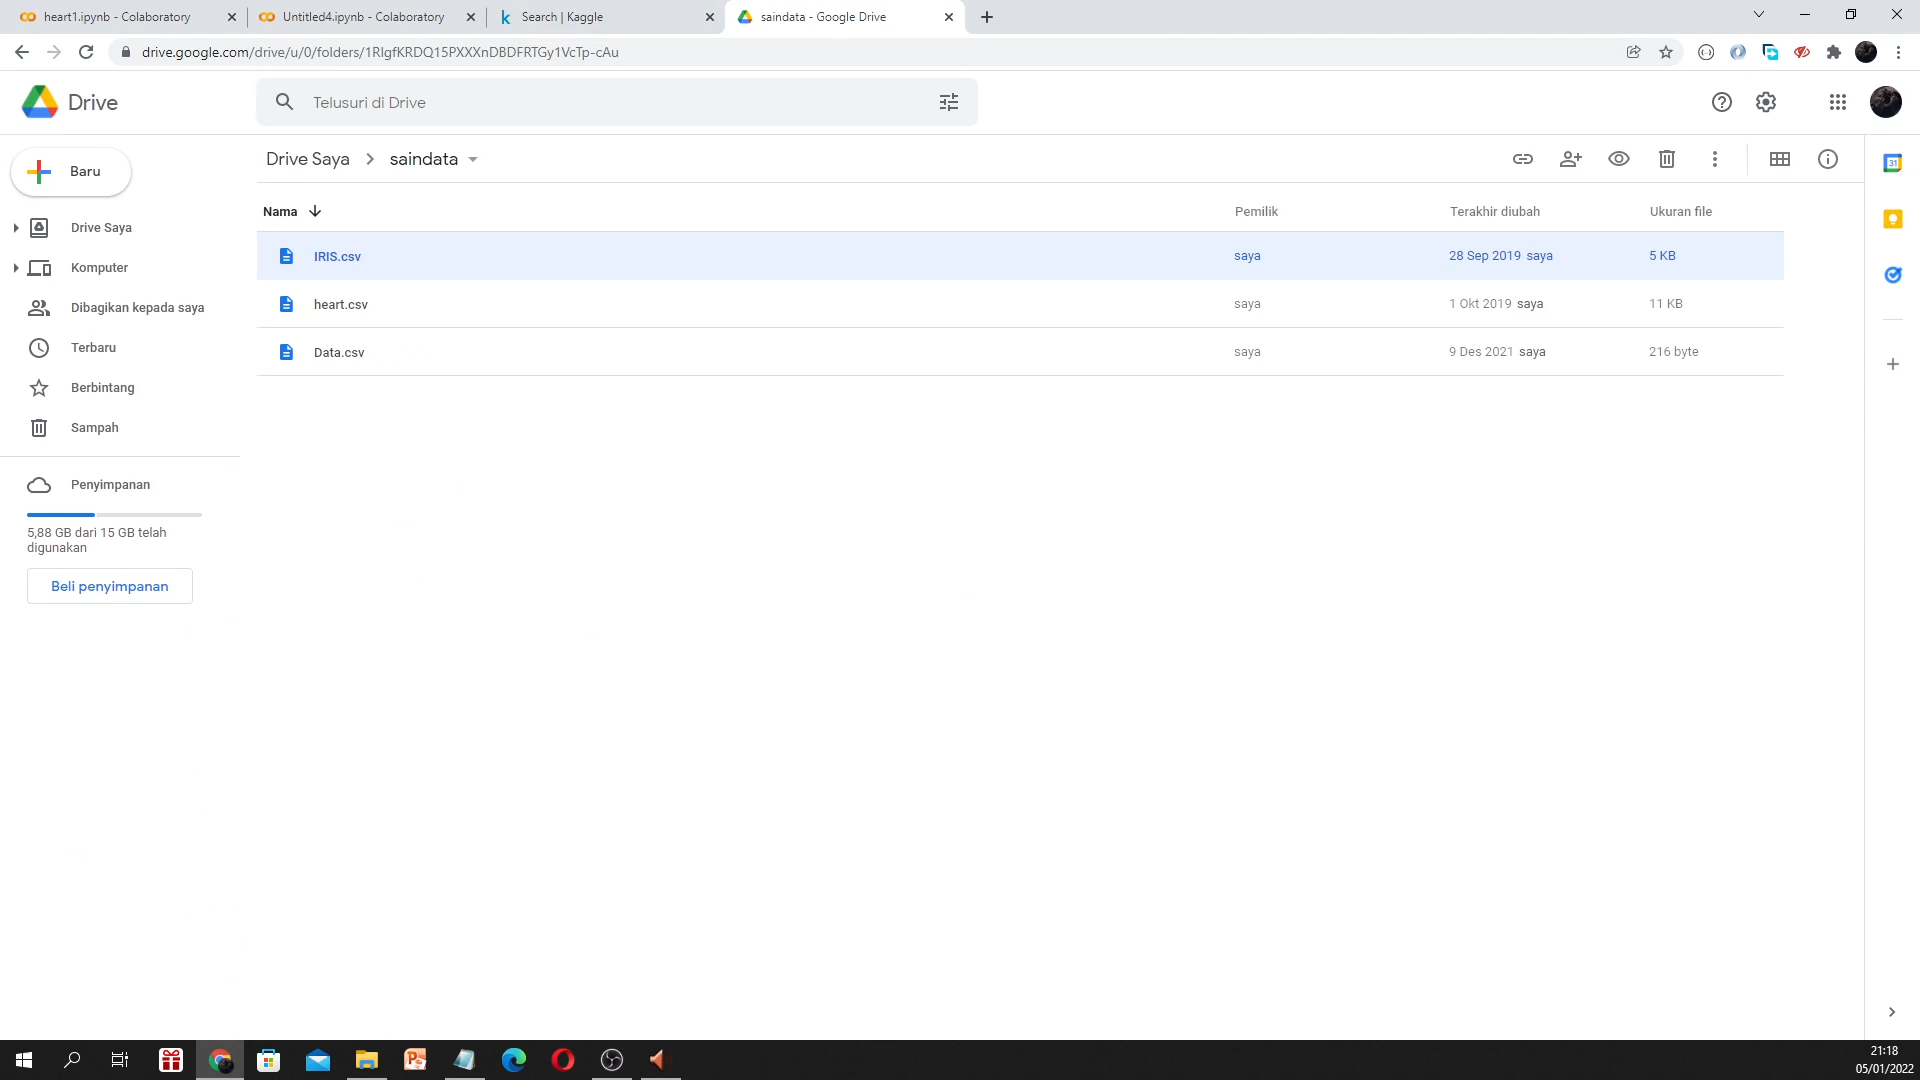 heart1.ipynb - Colaboratory
Untitled4.ipynb - Colaboratory
Search | Kaggle
saindata - Google Drive
drive.google.com/drive/u/0/folders/1RIgfKRDQ15PXXXnDBDFRTGy1VcTp-cAu
Drive
Telusuri di Drive
Baru
Drive Saya
Komputer
Dibagikan kepada saya
Terbaru
Berbintang
Sampah
Penyimpanan
5,88 GB dari 15 GB telah
digunakan
Beli penyimpanan
Drive Saya > saindata
Nama Pemilik Terakhir diubah Ukuran file
IRIS.csv saya 28 Sep 2019 saya 5 KB
heart.csv saya 1 Okt 2019 saya 11 KB
Data.csv saya 9 Des 2021 saya 216 byte
31
21:18
05/01/2022